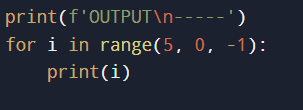 print(f'OUTPUT\n-----')
for i in range(5, 0, -1):
    print(i)